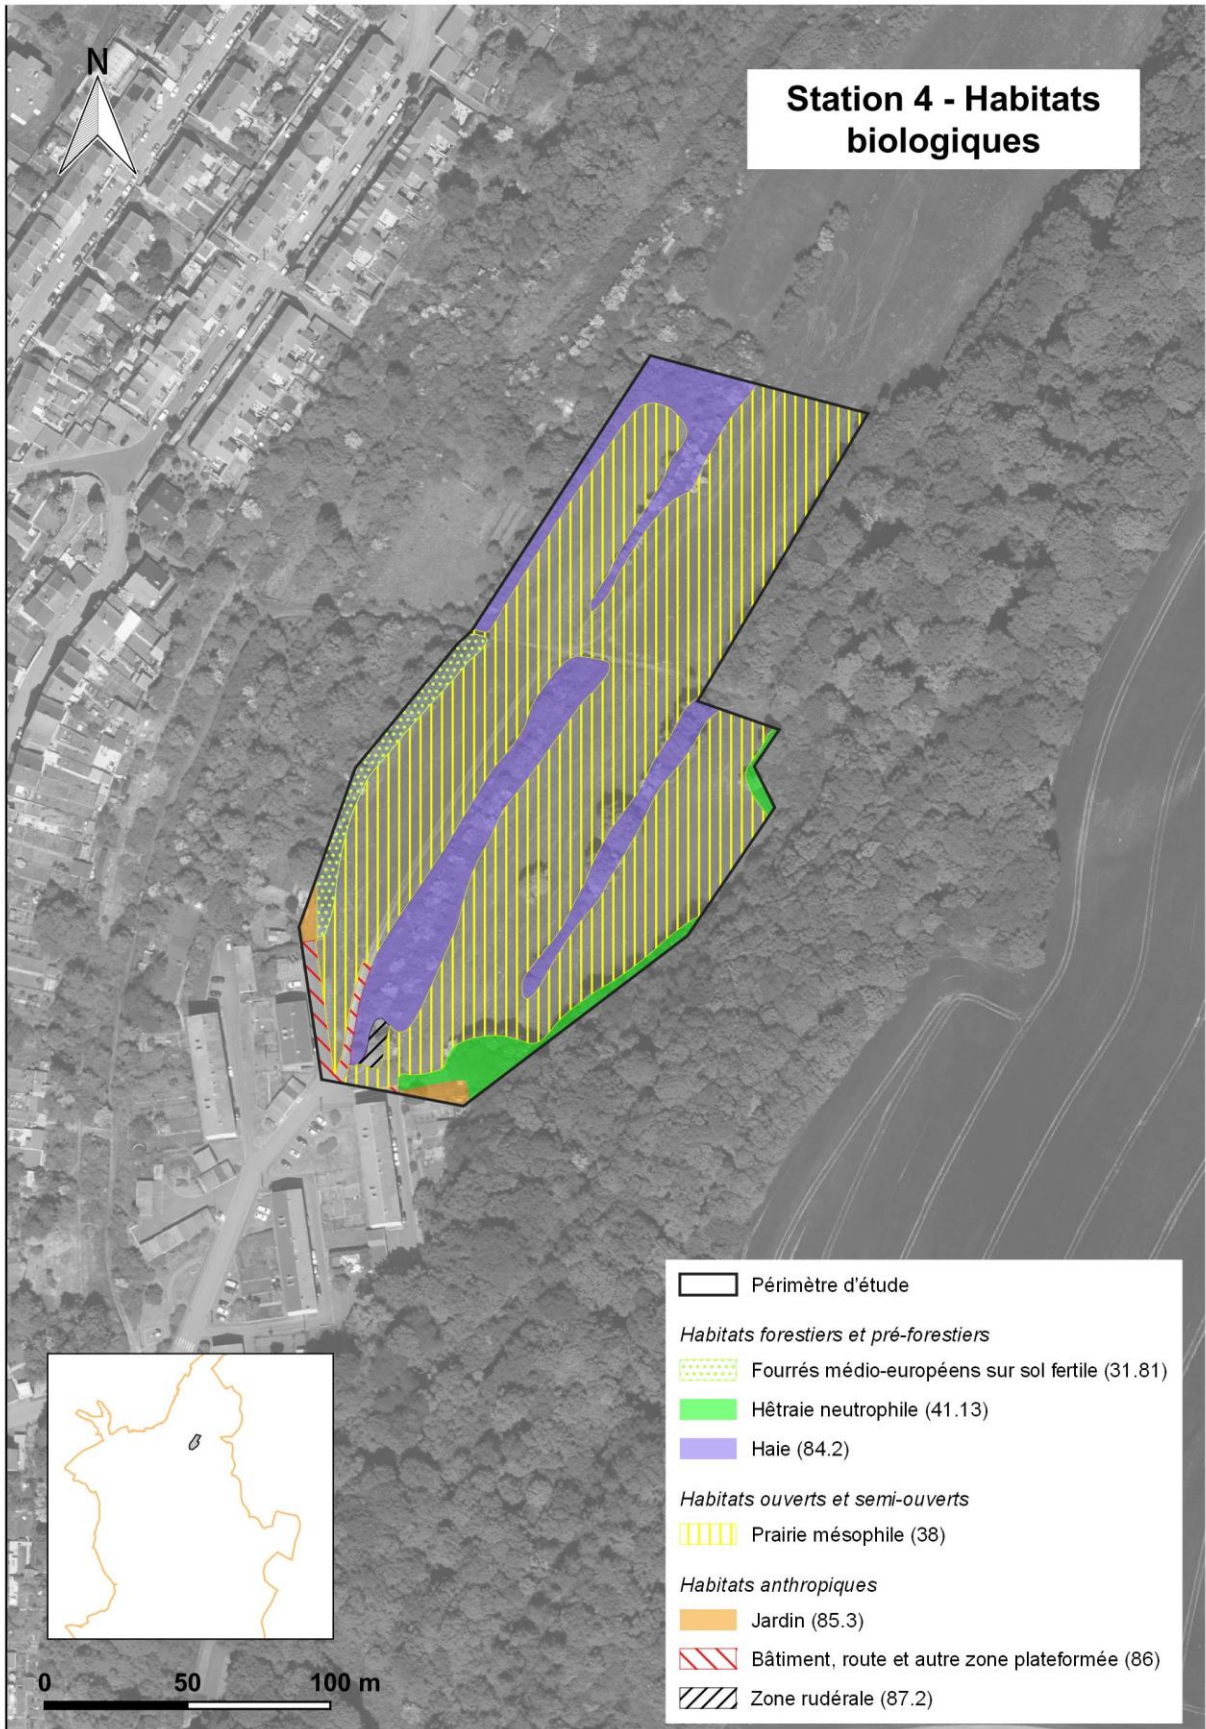 N
Station 4 - Habitats
biologiques
Périmètre d'étude
Habitats forestiers et pré-forestiers
Fourrés médio-européens sur sol fertile (31.81)
Hêtraie neutrophile (41.13)
Haie (84.2)
Habitats ouverts et semi-ouverts
Prairie mésophile (38)
Habitats anthropiques
Jardin (85.3)
Bâtiment, route et autre zone plateformée (86)
Zone rudérale (87.2)
0 50 100 m